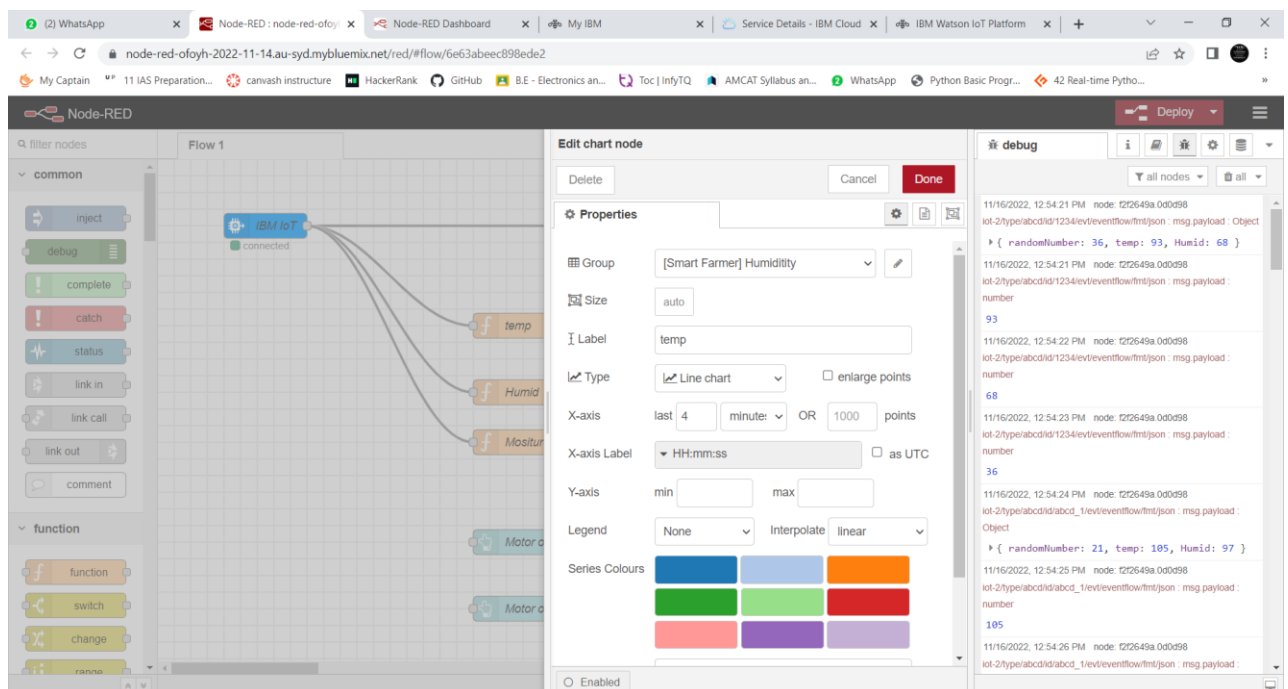 (2) WhatsApp
Node-RED : node-red-ofoy
Node-RED Dashboard
My IBM
Service Details - IBM Cloud
IBM Watson IoT Platform
node-red-ofoyh-2022-11-14.au-syd.mybluemix.net/red/#flow/6e63abeec898ede2
My Captain
11 IAS Preparation...
canvash instructure
HackerRank
GitHub
B.E - Electronics an...
Toc | InfyTQ
AMCAT Syllabus an...
WhatsApp
Python Basic Progr...
42 Real-time Pytho...
Node-RED
Deploy
filter nodes
common
inject
debug
complete
catch
status
link in
link call
link out
comment
function
function
switch
change
range
Flow 1
IBM IoT
connected
temp
Humid
Mositur
Motor o
Motor o
Edit chart node
Delete
Cancel
Done
Properties
Group
[Smart Farmer] Humiditity
Size
auto
Label
temp
Type
Line chart
enlarge points
X-axis
last 4 minute: OR 1000 points
X-axis Label
HH:mm:ss
as UTC
Y-axis
min
max
Legend
None
Interpolate
linear
Series Colours
Enabled
debug
all nodes
all
11/16/2022, 12:54:21 PM node: f2f2649a.0d0d98
iot-2/type/abcd/id/1234/evt/eventflow/fmt/json : msg.payload : Object
{ randomNumber: 36, temp: 93, Humid: 68 }
11/16/2022, 12:54:21 PM node: f2f2649a.0d0d98
iot-2/type/abcd/id/1234/evt/eventflow/fmt/json : msg.payload :
number
93
11/16/2022, 12:54:22 PM node: f2f2649a.0d0d98
iot-2/type/abcd/id/1234/evt/eventflow/fmt/json : msg.payload :
number
68
11/16/2022, 12:54:23 PM node: f2f2649a.0d0d98
iot-2/type/abcd/id/1234/evt/eventflow/fmt/json : msg.payload :
number
36
11/16/2022, 12:54:24 PM node: f2f2649a.0d0d98
iot-2/type/abcd/id/abcd_1/evt/eventflow/fmt/json : msg.payload :
Object
{ randomNumber: 21, temp: 105, Humid: 97 }
11/16/2022, 12:54:25 PM node: f2f2649a.0d0d98
iot-2/type/abcd/id/abcd_1/evt/eventflow/fmt/json : msg.payload :
number
105
11/16/2022, 12:54:26 PM node: f2f2649a.0d0d98
iot-2/type/abcd/id/abcd_1/evt/eventflow/fmt/json : msg.payload :